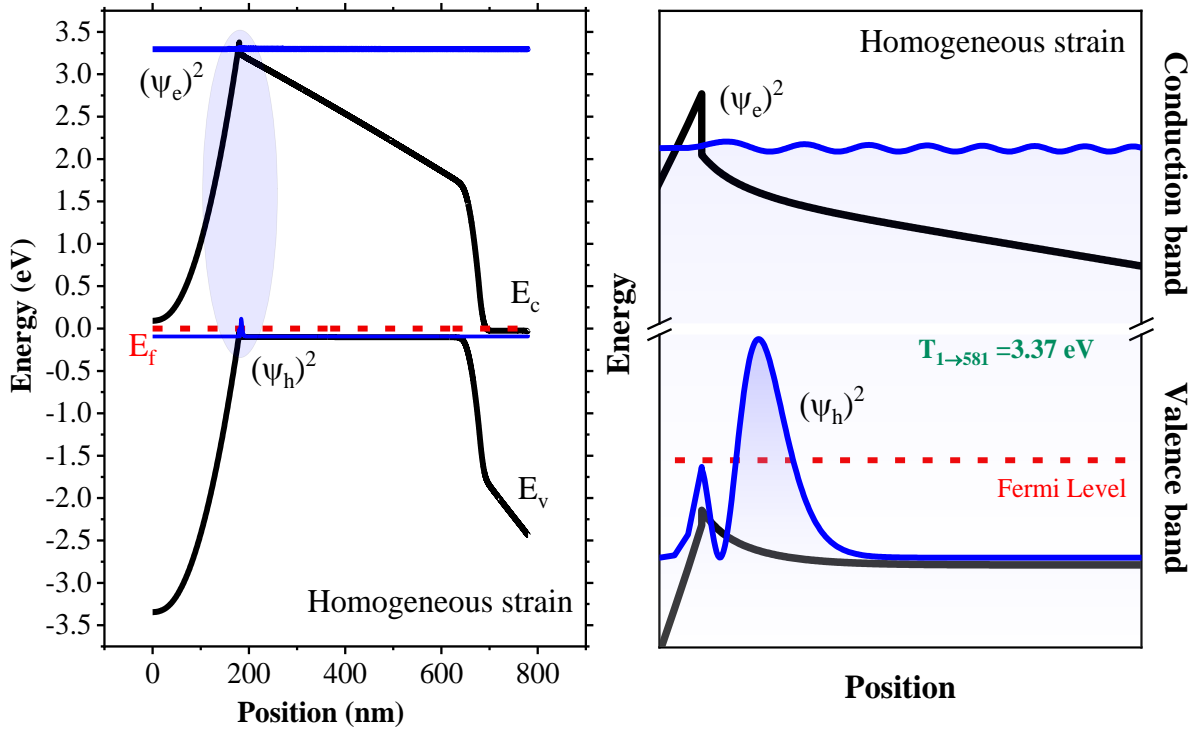 3.5
3.0
2.5
2.0
1.5
1.0
0.5
0.0
-0.5
-1.0
-1.5
-2.0
-2.5
-3.0
-3.5
Energy (eV)
(ψₑ)²
E_c
E_f
(ψₕ)²
E_v
Homogeneous strain
0
200
400
600
800
Position (nm)
Homogeneous strain
(ψₑ)²
Conduction band
Energy
T₁→₅₈₁ =3.37 eV
(ψₕ)²
Fermi Level
Valence band
Position